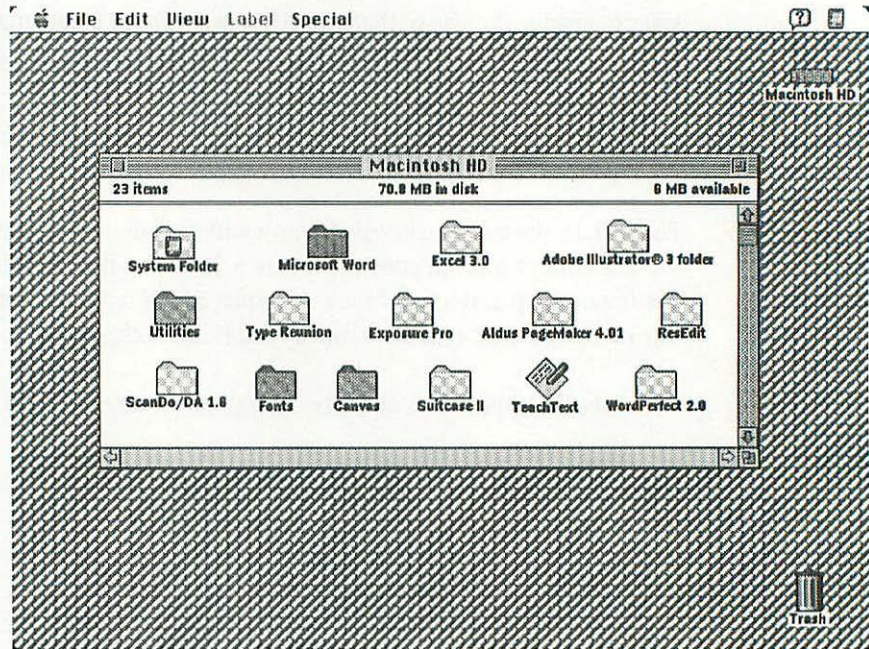 File Edit View Label Special
Macintosh HD
Macintosh HD
23 items 70.8 MB in disk 6 MB available
System Folder Microsoft Word Excel 3.0 Adobe Illustrator® 3 folder
Utilities Type Reunion Exposure Pro Aldus PageMaker 4.01 ResEdit
ScanDo/DA 1.6 Fonts Canvas Suitcase II TeachText WordPerfect 2.0
Trash